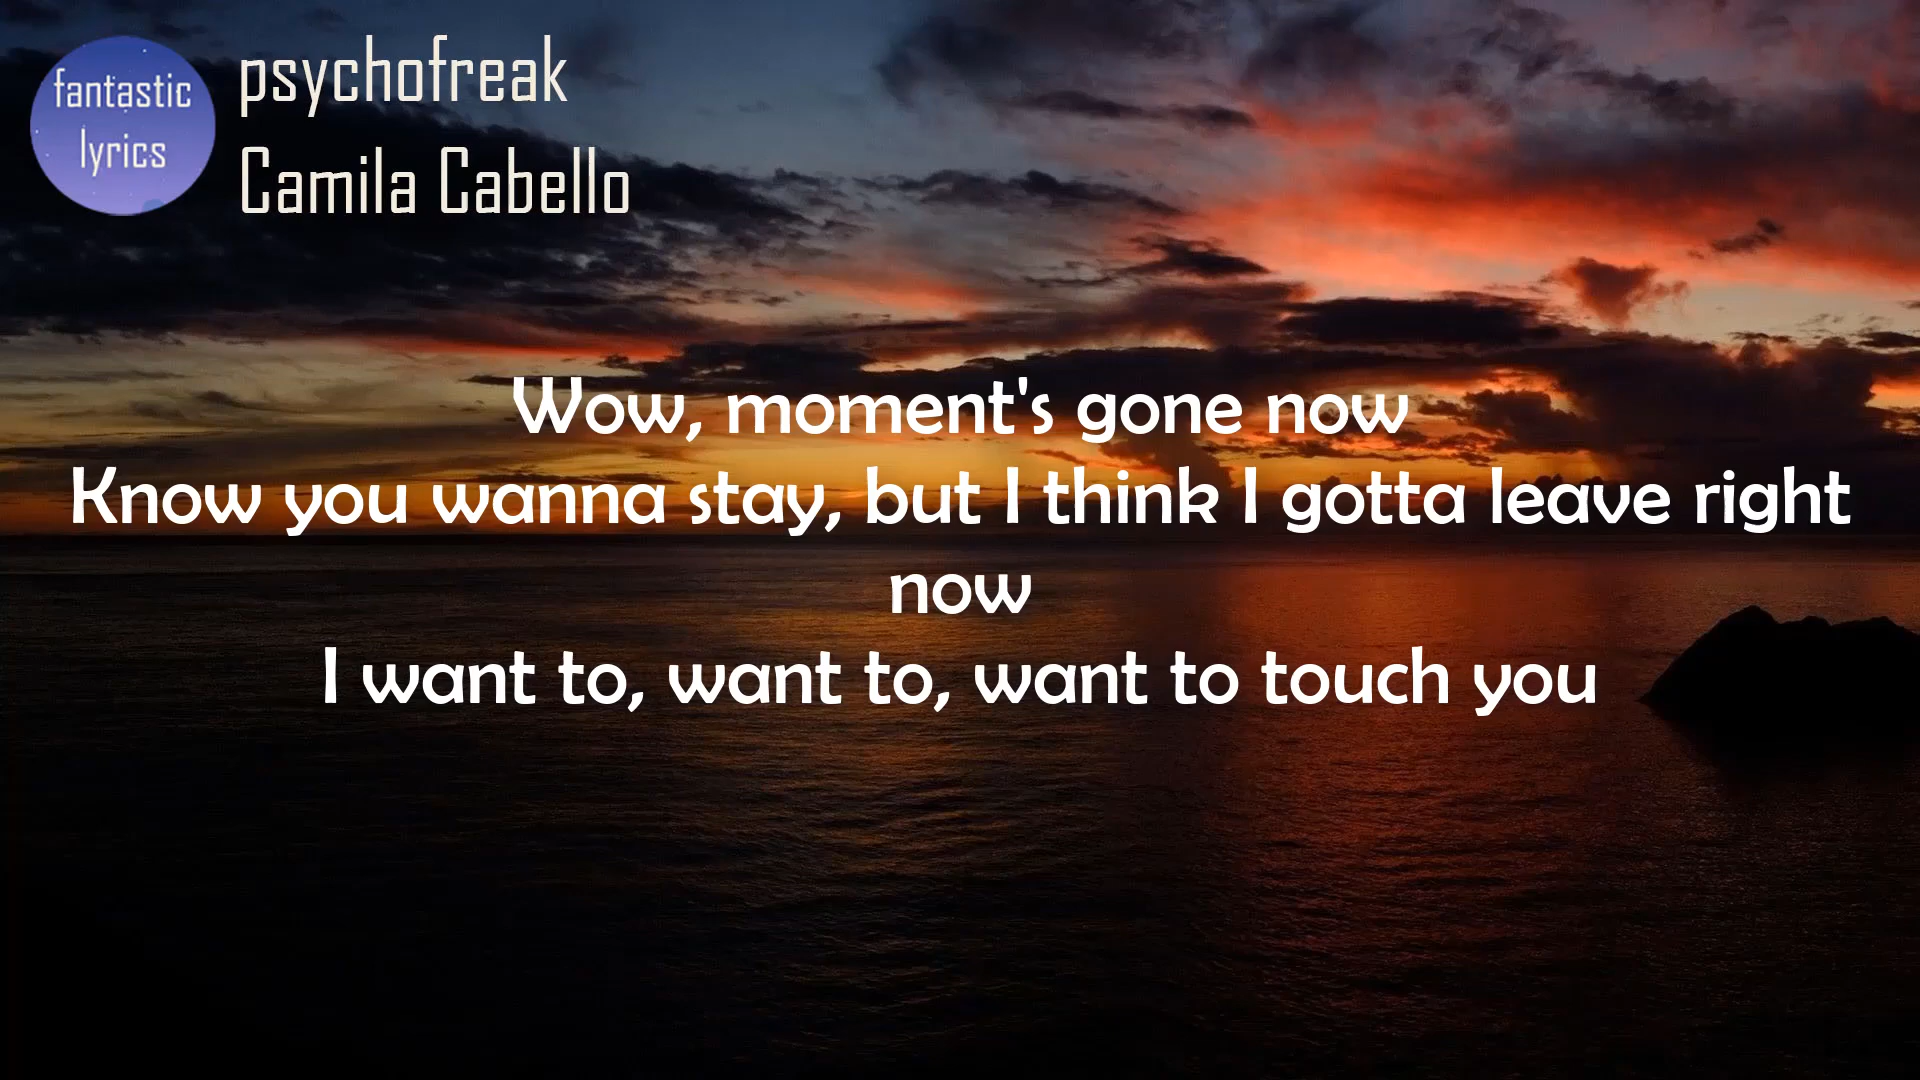 fantastic
lyrics
psychofreak
Camila Cabello
Wow, moment's gone now
Know you wanna stay, but I think I gotta leave right
now
I want to, want to, want to touch you